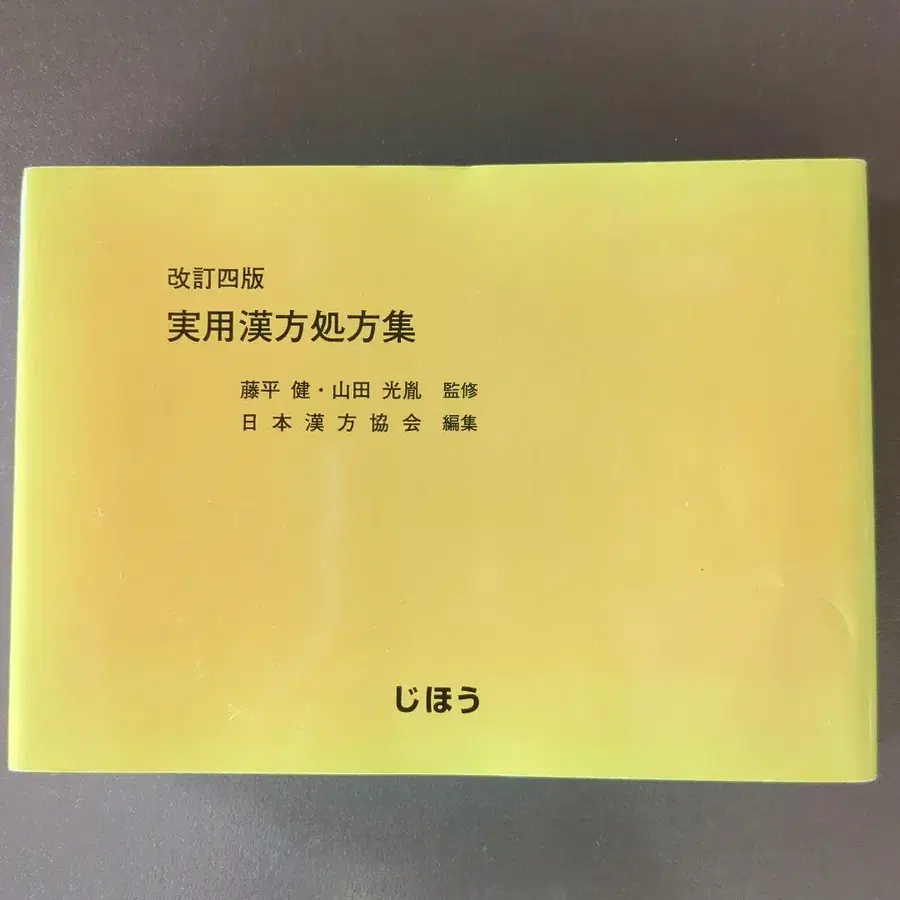 改訂四版
実用漢方処方集
藤平 健・山田 光胤 監修
日本漢方協会 編集
じほう